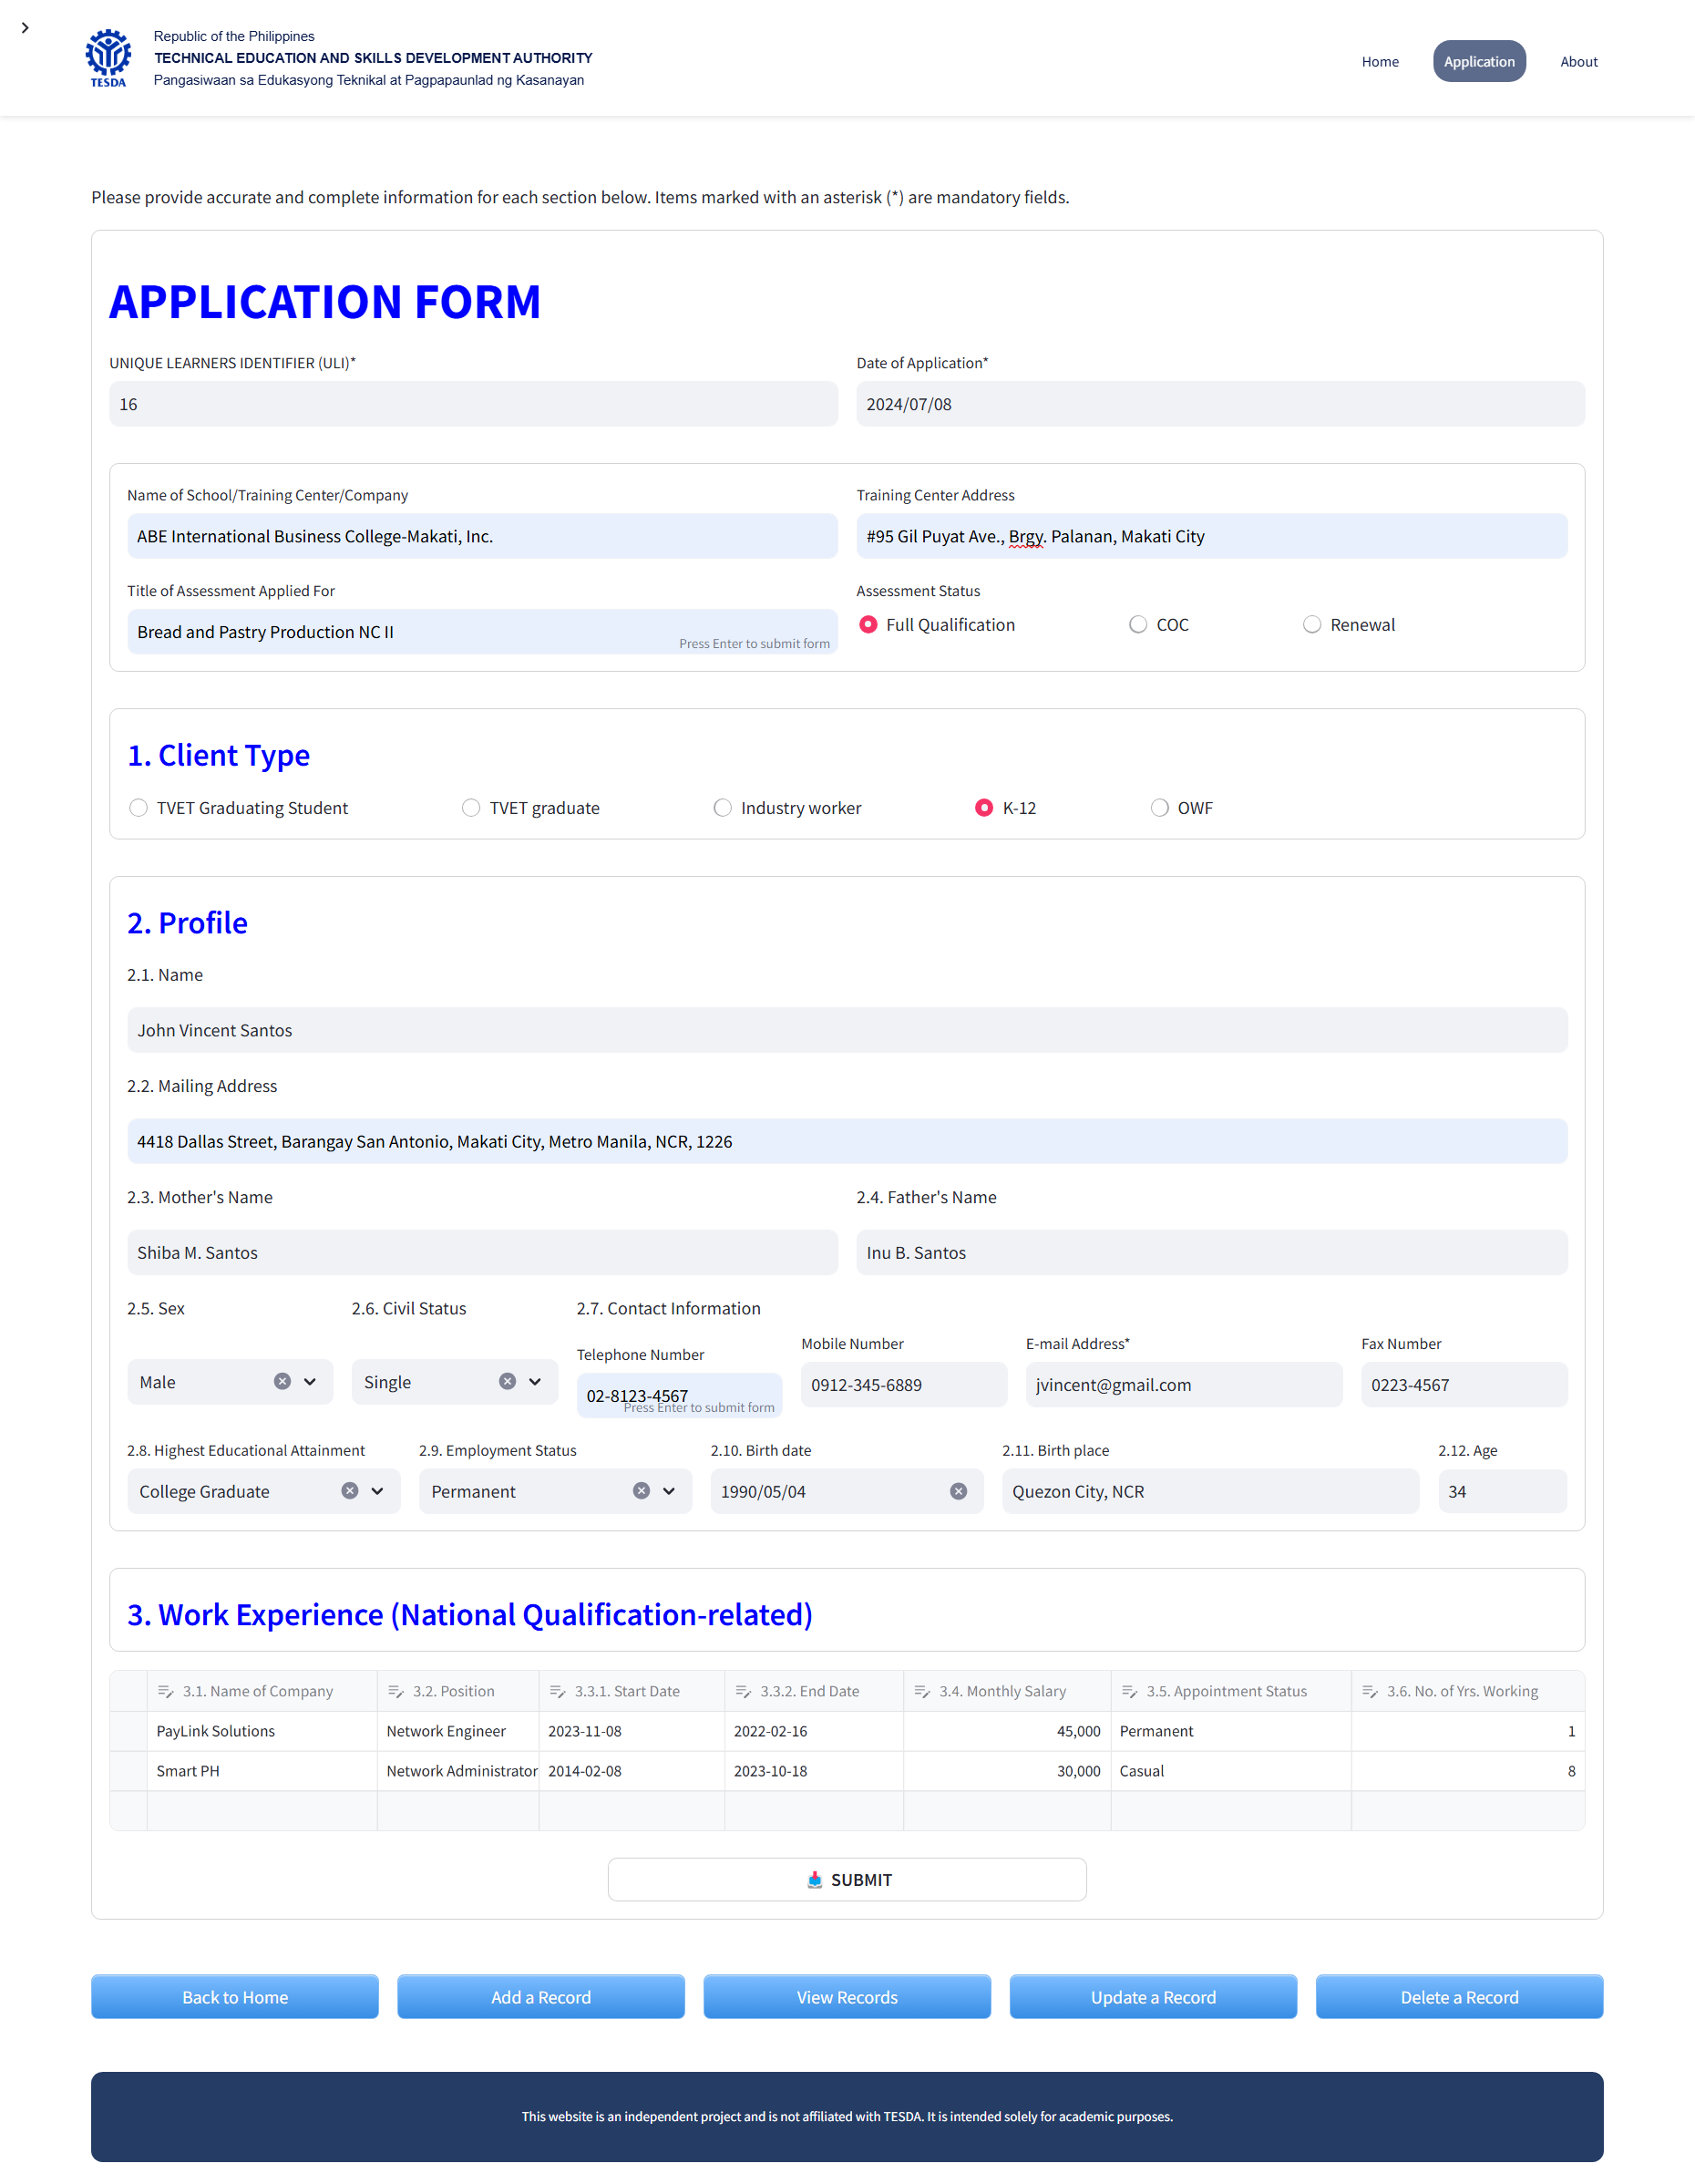 Republic of the Philippines
TECHNICAL EDUCATION AND SKILLS DEVELOPMENT AUTHORITY
Pangasiwaan sa Edukasyong Teknikal at Pagpapaunlad ng Kasanayan
TESDA
Home Application About
Please provide accurate and complete information for each section below. Items marked with an asterisk (*) are mandatory fields.
APPLICATION FORM
UNIQUE LEARNERS IDENTIFIER (ULI)* Date of Application*
16 2024/07/08
Name of School/Training Center/Company Training Center Address
ABE International Business College-Makati, Inc. #95 Gil Puyat Ave., Brgy. Palanan, Makati City
Title of Assessment Applied For Assessment Status
Bread and Pastry Production NC II Full Qualification COC Renewal
Press Enter to submit form
1. Client Type
TVET Graduating Student TVET graduate Industry worker K-12 OWF
2. Profile
2.1. Name
John Vincent Santos
2.2. Mailing Address
4418 Dallas Street, Barangay San Antonio, Makati City, Metro Manila, NCR, 1226
2.3. Mother's Name 2.4. Father's Name
Shiba M. Santos Inu B. Santos
2.5. Sex 2.6. Civil Status 2.7. Contact Information
Telephone Number Mobile Number E-mail Address* Fax Number
Male Single 02-8123-4567 0912-345-6889 jvincent@gmail.com 0223-4567
Press Enter to submit form
2.8. Highest Educational Attainment 2.9. Employment Status 2.10. Birth date 2.11. Birth place 2.12. Age
College Graduate Permanent 1990/05/04 Quezon City, NCR 34
3. Work Experience (National Qualification-related)
3.1. Name of Company 3.2. Position 3.3.1. Start Date 3.3.2. End Date 3.4. Monthly Salary 3.5. Appointment Status 3.6. No. of Yrs. Working
PayLink Solutions Network Engineer 2023-11-08 2022-02-16 45,000 Permanent 1
Smart PH Network Administrator 2014-02-08 2023-10-18 30,000 Casual 8
SUBMIT
Back to Home Add a Record View Records Update a Record Delete a Record
This website is an independent project and is not affiliated with TESDA. It is intended solely for academic purposes.